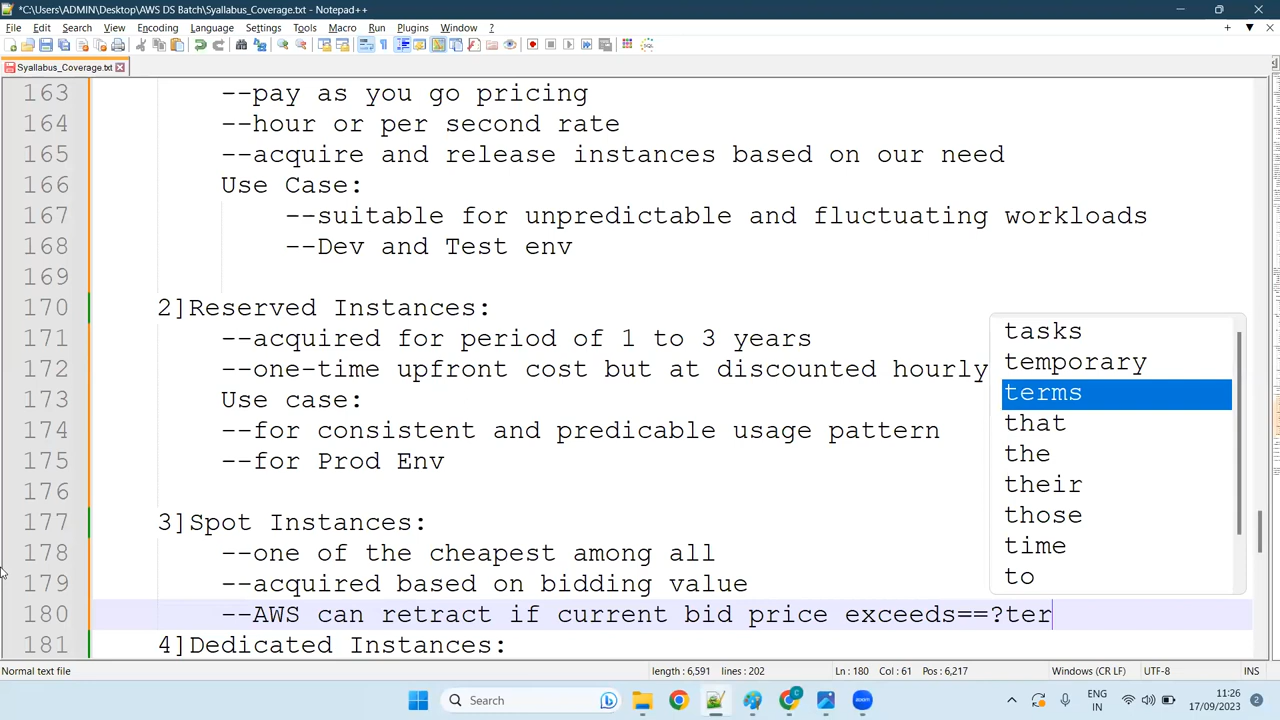 *C:\Users\ADMIN\Desktop\AWS DS Batch\Syallabus_Coverage.txt - Notepad++
File Edit Search View Encoding Language Settings Tools Macro Run Plugins Window ?
Syallabus_Coverage.txt
163 --pay as you go pricing
164 --hour or per second rate
165 --acquire and release instances based on our need
166 Use Case:
167 --suitable for unpredictable and fluctuating workloads
168 --Dev and Test env
169
170 2]Reserved Instances:
171 --acquired for period of 1 to 3 years
172 --one-time upfront cost but at discounted hourly
173 Use case:
174 --for consistent and predicable usage pattern
175 --for Prod Env
176
177 3]Spot Instances:
178 --one of the cheapest among all
179 --acquired based on bidding value
180 --AWS can retract if current bid price exceeds==?ter
181 4]Dedicated Instances:
tasks
temporary
terms
that
the
their
those
time
to
Normal text file length : 6,591 lines : 202 Ln : 180 Col : 61 Pos : 6,217 Windows (CR LF) UTF-8 INS
Search ENG IN 11:26 17/09/2023